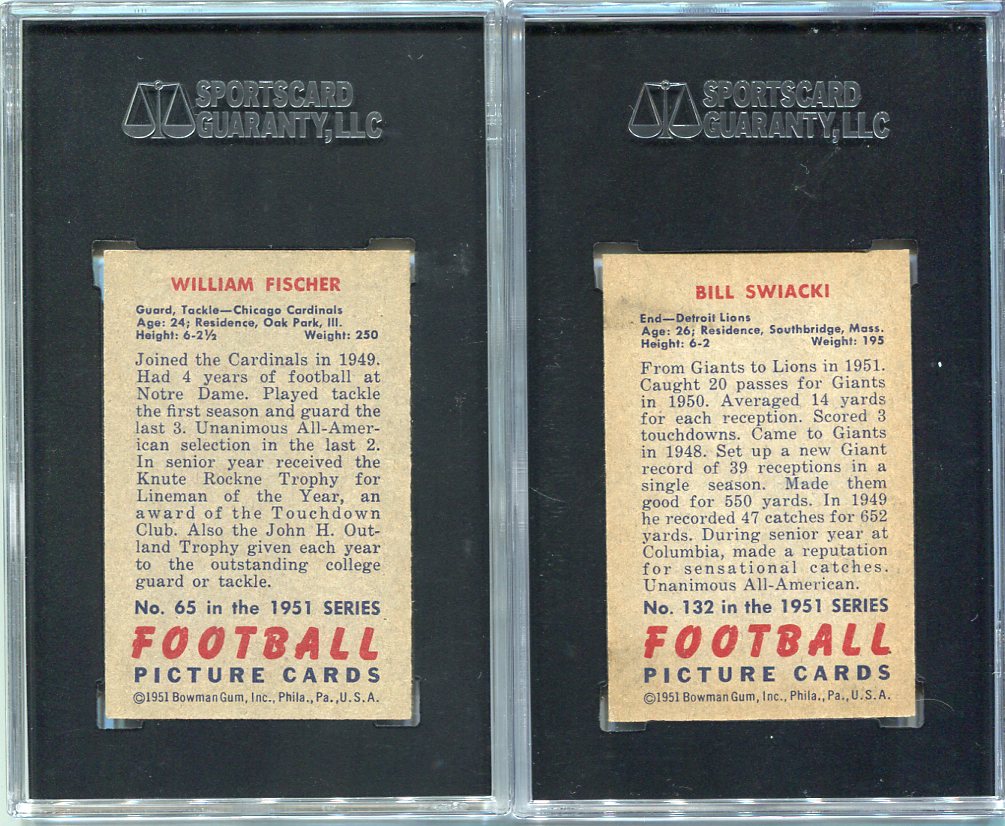 SPORTSCARD
GUARANTY, LLC
WILLIAM FISCHER
Guard, Tackle—Chicago Cardinals
Age: 24; Residence, Oak Park, Ill.
Height: 6-2½ Weight: 250
Joined the Cardinals in 1949.
Had 4 years of football at
Notre Dame. Played tackle
the first season and guard the
last 3. Unanimous All-Amer-
ican selection in the last 2.
In senior year received the
Knute Rockne Trophy for
Lineman of the Year, an
award of the Touchdown
Club. Also the John H. Out-
land Trophy given each year
to the outstanding college
guard or tackle.
No. 65 in the 1951 SERIES
FOOTBALL
PICTURE CARDS
©1951 Bowman Gum, Inc., Phila., Pa., U.S.A.
SPORTSCARD
GUARANTY, LLC
BILL SWIACKI
End—Detroit Lions
Age: 26; Residence, Southbridge, Mass.
Height: 6-2 Weight: 195
From Giants to Lions in 1951.
Caught 20 passes for Giants
in 1950. Averaged 14 yards
for each reception. Scored 3
touchdowns. Came to Giants
in 1948. Set up a new Giant
record of 39 receptions in a
single season. Made them
good for 550 yards. In 1949
he recorded 47 catches for 652
yards. During senior year at
Columbia, made a reputation
for sensational catches.
Unanimous All-American.
No. 132 in the 1951 SERIES
FOOTBALL
PICTURE CARDS
©1951 Bowman Gum, Inc., Phila., Pa., U.S.A.